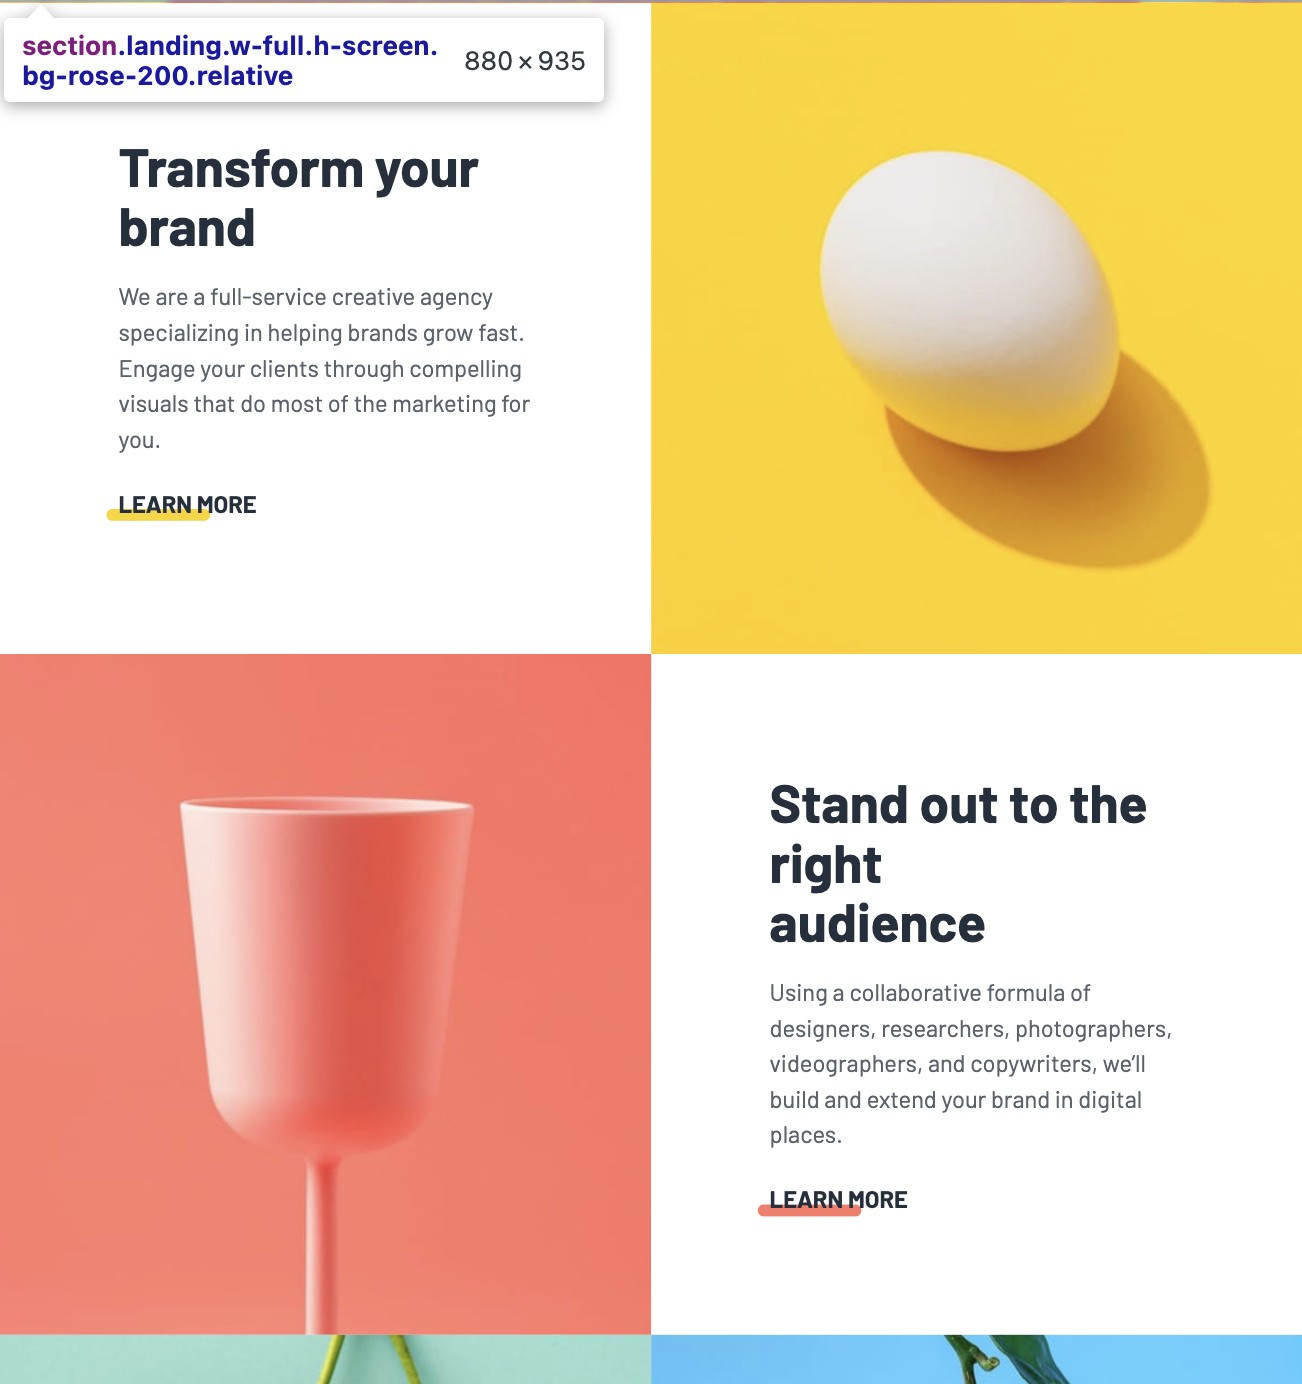 section.landing.w-full.h-screen.
bg-rose-200.relative
880 × 935
Transform your
brand
We are a full-service creative agency
specializing in helping brands grow fast.
Engage your clients through compelling
visuals that do most of the marketing for
you.
LEARN MORE
Stand out to the
right
audience
Using a collaborative formula of
designers, researchers, photographers,
videographers, and copywriters, we’ll
build and extend your brand in digital
places.
LEARN MORE